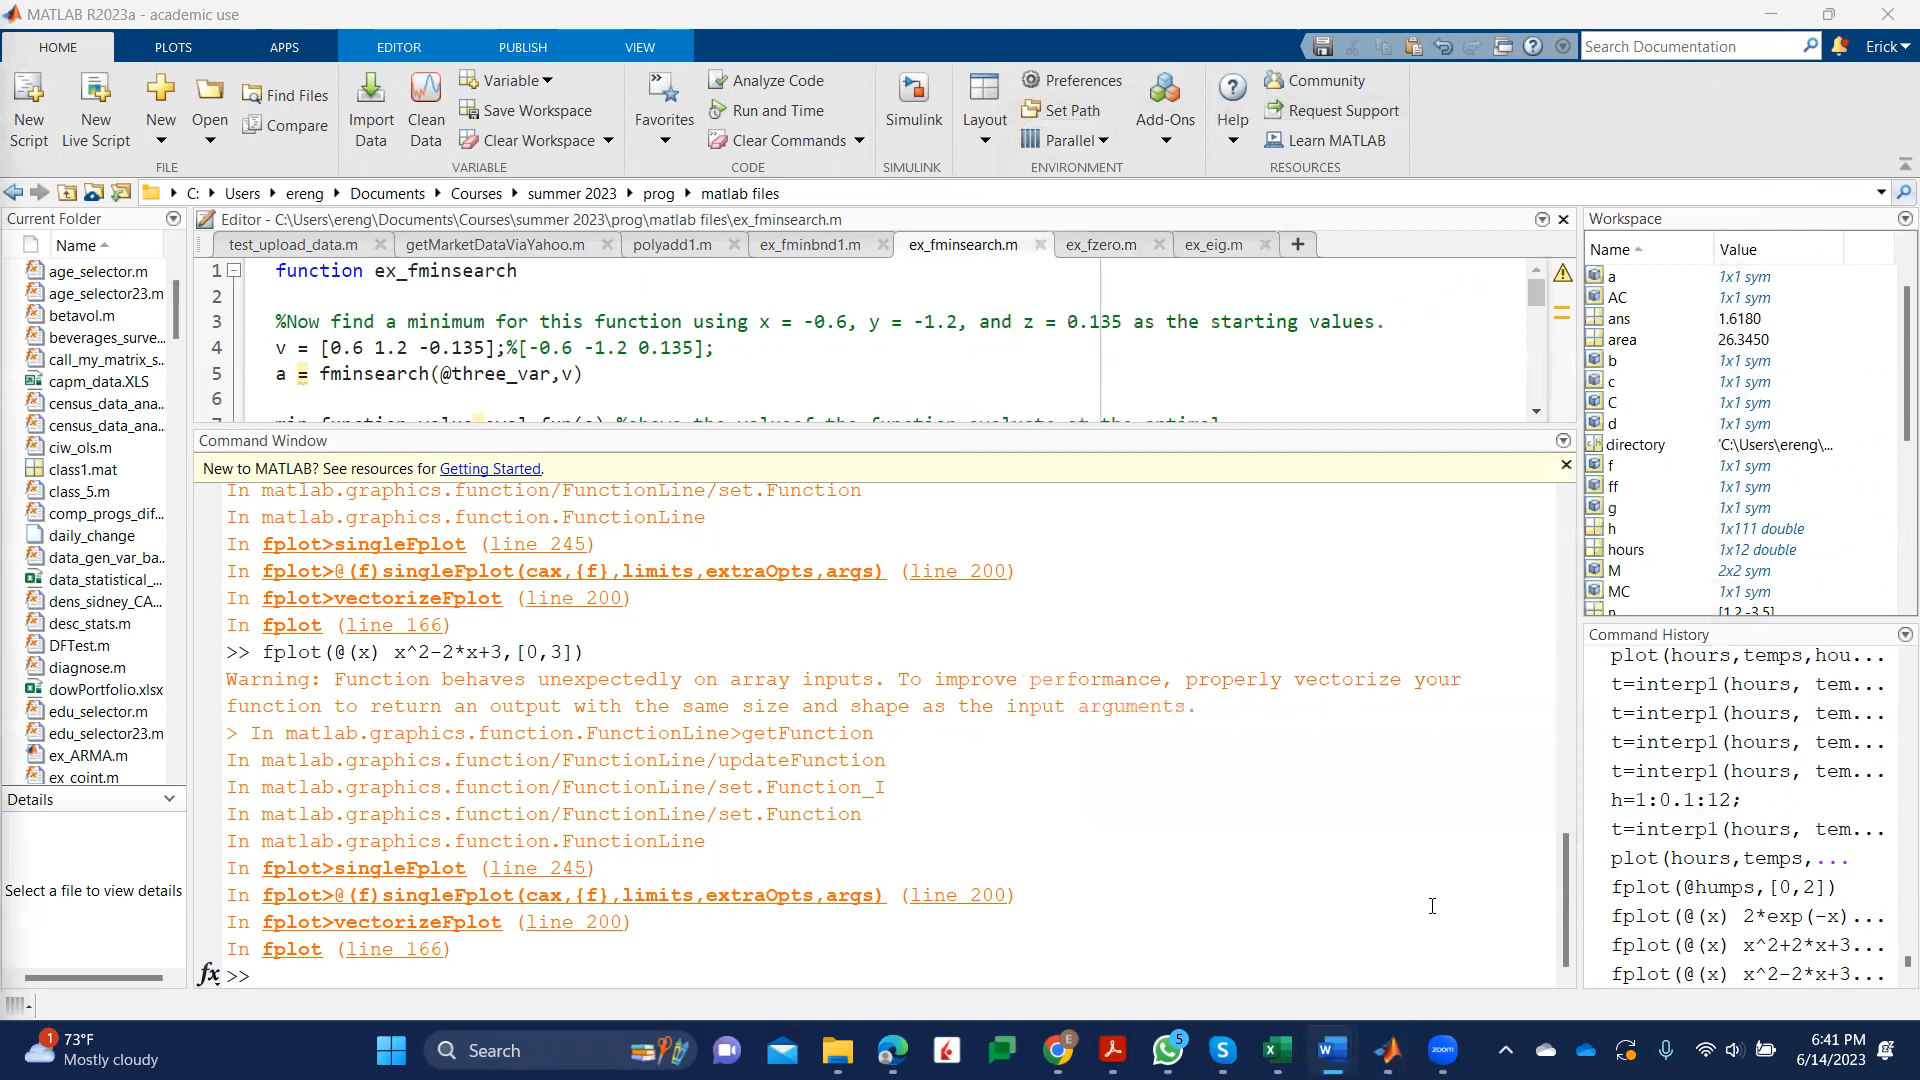 MATLAB R2023a - academic use
HOME PLOTS APPS EDITOR PUBLISH VIEW
Search Documentation
Erick
New Script
New Live Script
New
Open
Find Files
Compare
FILE
Import Data
Clean Data
Variable
Save Workspace
Clear Workspace
VARIABLE
Favorites
Analyze Code
Run and Time
Clear Commands
CODE
Simulink
SIMULINK
Layout
Preferences
Set Path
Parallel
Add-Ons
ENVIRONMENT
Help
Community
Request Support
Learn MATLAB
RESOURCES
C: Users ereng Documents Courses summer 2023 prog matlab files
Current Folder
Name
age_selector.m
age_selector23.m
betavol.m
beverages_surve...
call_my_matrix_s...
capm_data.XLS
census_data_ana...
census_data_ana...
ciw_ols.m
class1.mat
class_5.m
comp_progs_dif...
daily_change
data_gen_var_ba...
data_statistical_...
dens_sidney_CA...
desc_stats.m
DFTest.m
diagnose.m
dowPortfolio.xlsx
edu_selector.m
edu_selector23.m
ex_ARMA.m
ex_coint.m
Details
Select a file to view details
Editor - C:\Users\ereng\Documents\Courses\summer 2023\prog\matlab files\ex_fminsearch.m
test_upload_data.m getMarketDataViaYahoo.m polyadd1.m ex_fminbnd1.m ex_fminsearch.m ex_fzero.m ex_eig.m
1 function ex_fminsearch
2
3 %Now find a minimum for this function using x = -0.6, y = -1.2, and z = 0.135 as the starting values.
4 v = [0.6 1.2 -0.135];%[-0.6 -1.2 0.135];
5 a = fminsearch(@three_var,v)
6
Command Window
New to MATLAB? See resources for Getting Started.
In matlab.graphics.function/FunctionLine/set.Function
In matlab.graphics.function.FunctionLine
In fplot>singleFplot (line 245)
In fplot>@(f)singleFplot(cax,{f},limits,extraOpts,args) (line 200)
In fplot>vectorizeFplot (line 200)
In fplot (line 166)
>> fplot(@(x) x^2-2*x+3,[0,3])
Warning: Function behaves unexpectedly on array inputs. To improve performance, properly vectorize your
function to return an output with the same size and shape as the input arguments.
> In matlab.graphics.function.FunctionLine>getFunction
In matlab.graphics.function/FunctionLine/updateFunction
In matlab.graphics.function/FunctionLine/set.Function_I
In matlab.graphics.function/FunctionLine/set.Function
In matlab.graphics.function.FunctionLine
In fplot>singleFplot (line 245)
In fplot>@(f)singleFplot(cax,{f},limits,extraOpts,args) (line 200)
In fplot>vectorizeFplot (line 200)
In fplot (line 166)
fx >>
Workspace
Name Value
a 1x1 sym
AC 1x1 sym
ans 1.6180
area 26.3450
b 1x1 sym
c 1x1 sym
C 1x1 sym
d 1x1 sym
directory 'C:\Users\ereng\...
f 1x1 sym
ff 1x1 sym
g 1x1 sym
h 1x111 double
hours 1x12 double
M 2x2 sym
MC 1x1 sym
n [1,2,-3,5]
Command History
plot(hours,temps,hou...
t=interp1(hours, tem...
t=interp1(hours, tem...
t=interp1(hours, tem...
t=interp1(hours, tem...
h=1:0.1:12;
t=interp1(hours, tem...
plot(hours,temps,...
fplot(@humps,[0,2])
fplot(@(x) 2*exp(-x)...
fplot(@(x) x^2+2*x+3...
fplot(@(x) x^2-2*x+3...
1
73°F
Mostly cloudy
Search
E
5
zoom
6:41 PM
6/14/2023